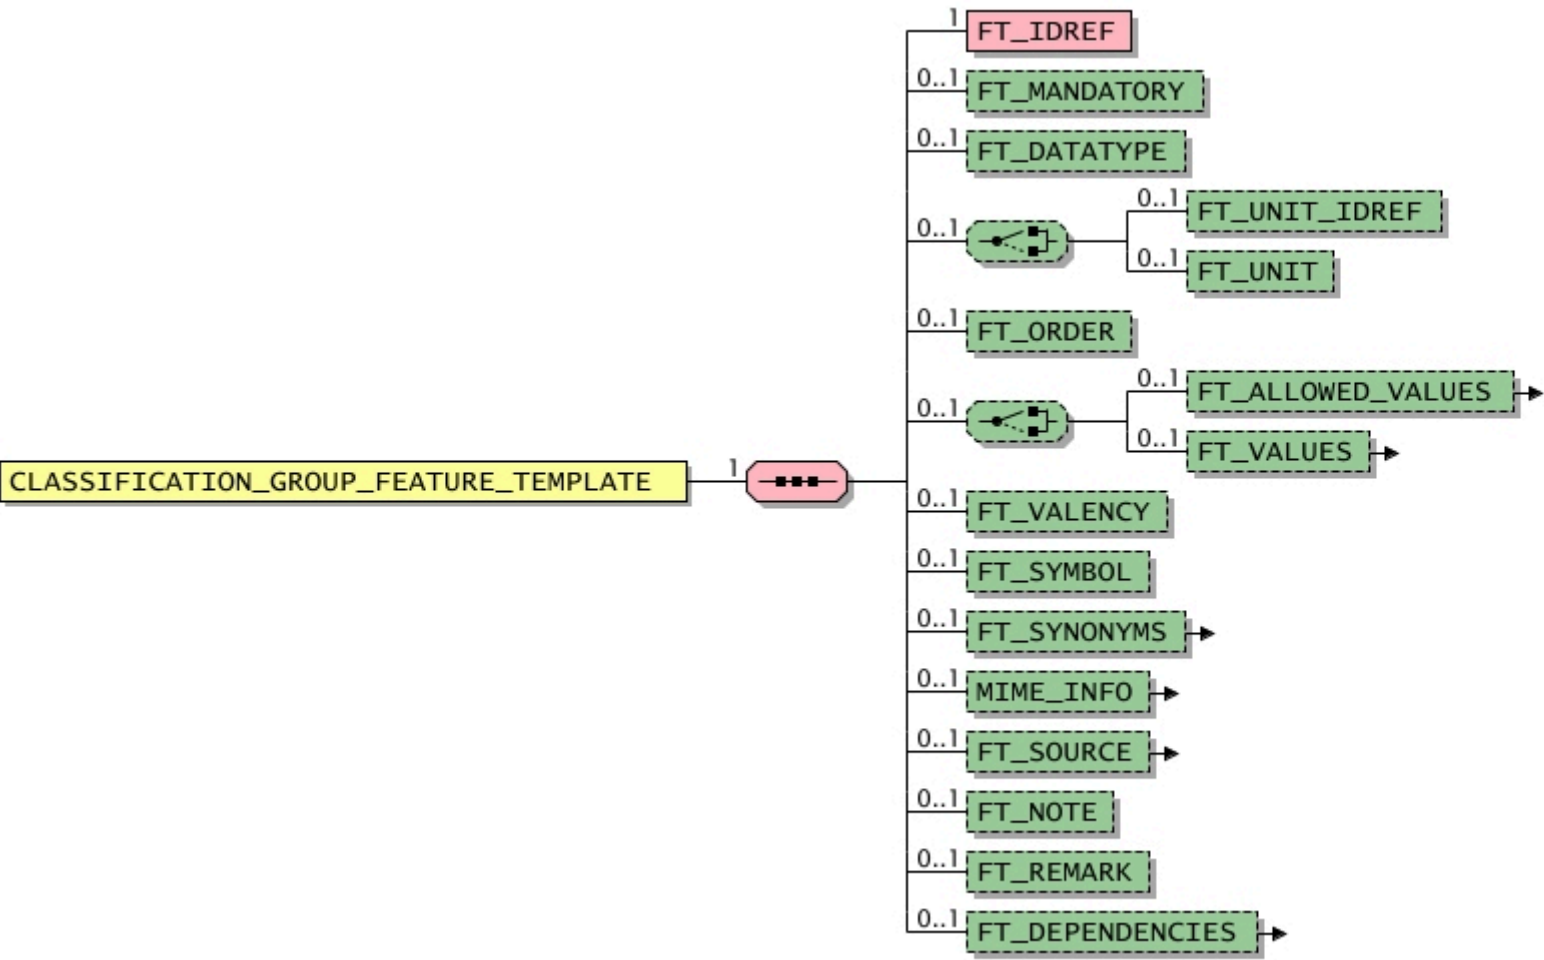 1
FT_IDREF
0..1
FT_MANDATORY
0..1
FT_DATATYPE
0..1
0..1
FT_UNIT_IDREF
0..1
FT_UNIT
0..1
FT_ORDER
0..1
0..1
FT_ALLOWED_VALUES
0..1
FT_VALUES
CLASSIFICATION_GROUP_FEATURE_TEMPLATE
1
0..1
FT_VALENCY
0..1
FT_SYMBOL
0..1
FT_SYNONYMS
0..1
MIME_INFO
0..1
FT_SOURCE
0..1
FT_NOTE
0..1
FT_REMARK
0..1
FT_DEPENDENCIES